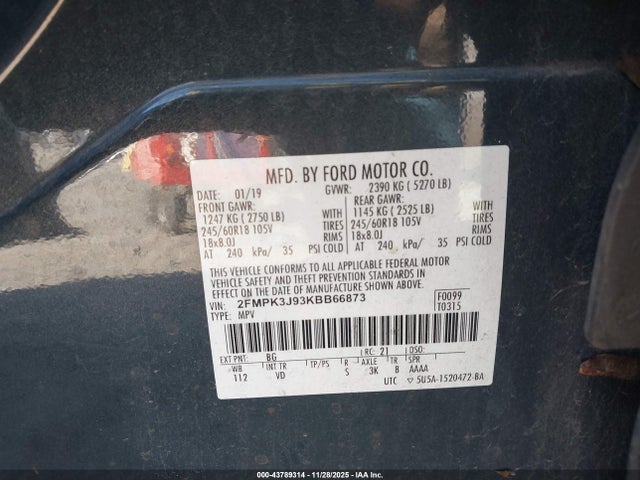 MFD. BY FORD MOTOR CO.
DATE: 01/19 GVWR: 2390 KG ( 5270 LB)
FRONT GAWR: REAR GAWR:
1247 KG ( 2750 LB) WITH 1145 KG ( 2525 LB) WITH
245/60R18 105V TIRES 245/60R18 105V TIRES
18x8.0J RIMS 18x8.0J RIMS
AT 240 kPa/ 35 PSI COLD AT 240 kPa/ 35 PSI COLD
THIS VEHICLE CONFORMS TO ALL APPLICABLE FEDERAL MOTOR
VEHICLE SAFETY AND THEFT PREVENTION STANDARDS IN
EFFECT ON THE DATE OF MANUFACTURE SHOWN ABOVE.
VIN: 2FMPK3J93KBB66873 F0099
TYPE: MPV T0315
EXT PNT: BG RC: 21 DSO:
WB INT TR TP/PS R AXLE TR SPR
112 VD S 3K B AAAA
UTC ▽ 5U5A-1520472-BA
000-43789314 - 11/28/2025 - IAA Inc.